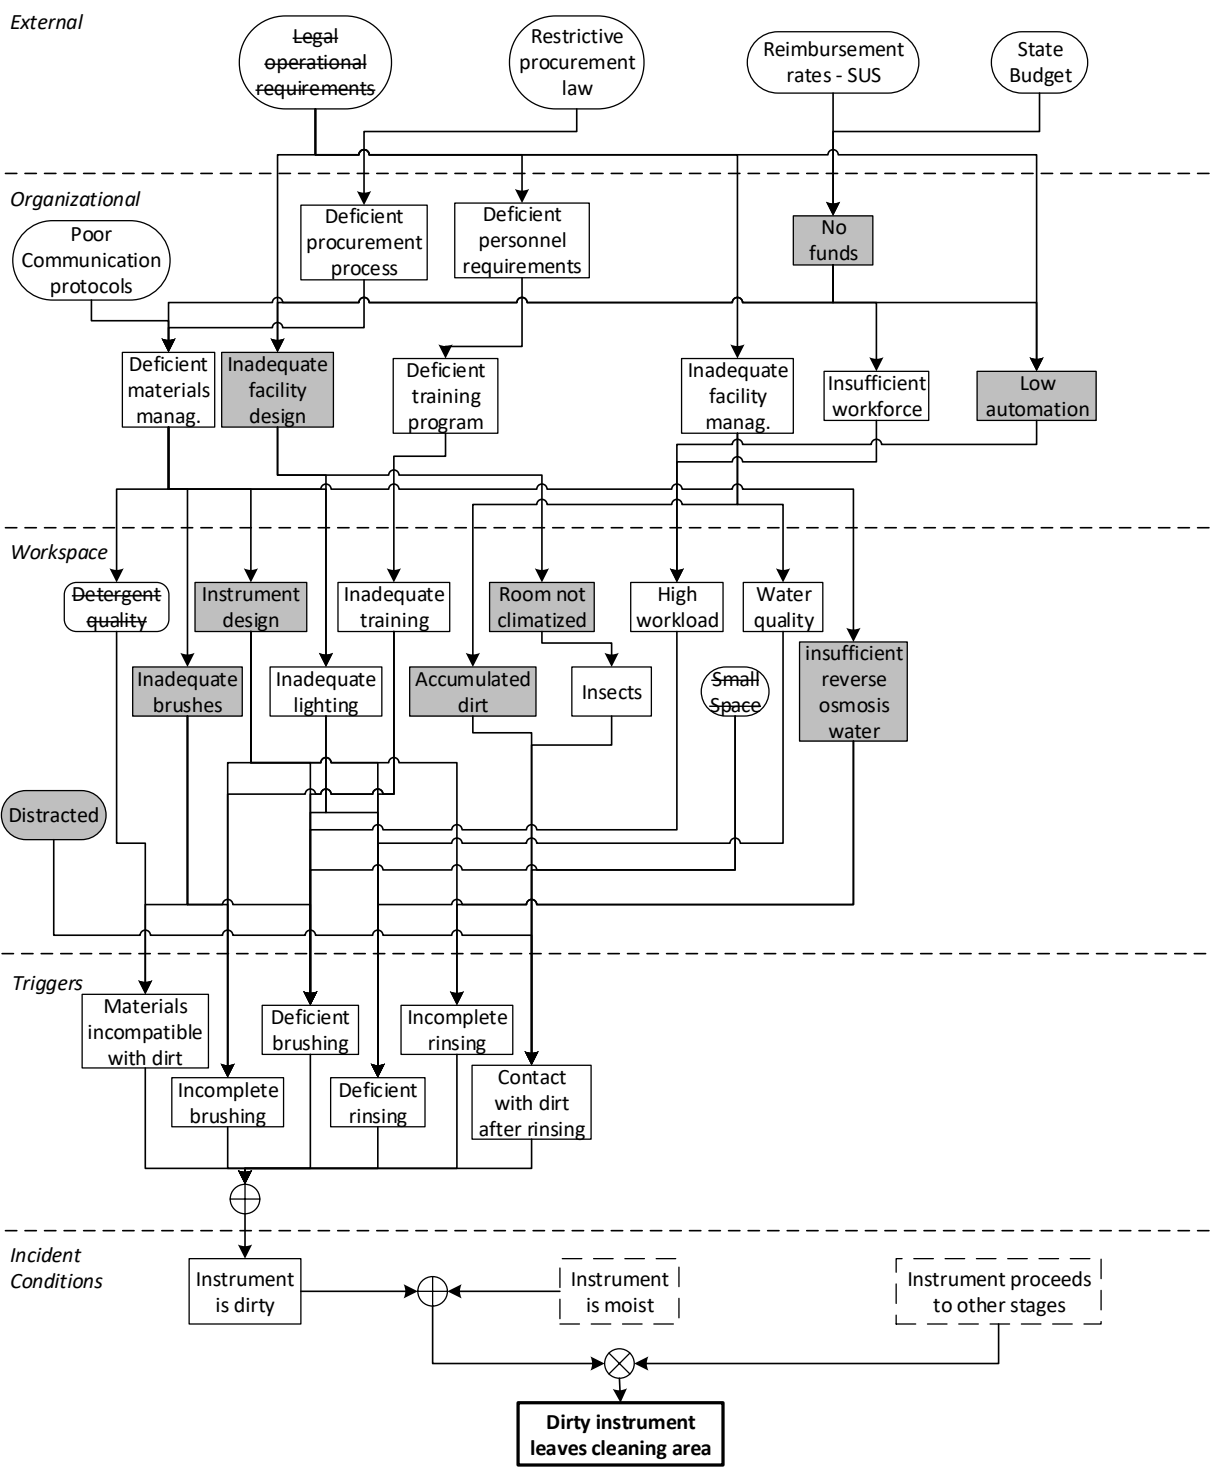 External
Legal
operational
requirements
Restrictive
procurement
law
Reimbursement
rates - SUS
State
Budget
Organizational
Poor
Communication
protocols
Deficient
procurement
process
Deficient
personnel
requirements
No
funds
Deficient
materials
manag.
Inadequate
facility
design
Deficient
training
program
Inadequate
facility
manag.
Insufficient
workforce
Low
automation
Workspace
Detergent
quality
Instrument
design
Inadequate
training
Room not
climatized
High
workload
Water
quality
insufficient
reverse
osmosis
water
Inadequate
brushes
Inadequate
lighting
Accumulated
dirt
Insects
Small
Space
Distracted
Triggers
Materials
incompatible
with dirt
Deficient
brushing
Incomplete
rinsing
Incomplete
brushing
Deficient
rinsing
Contact
with dirt
after rinsing
Incident
Conditions
Instrument
is dirty
Instrument
is moist
Instrument proceeds
to other stages
Dirty instrument
leaves cleaning area